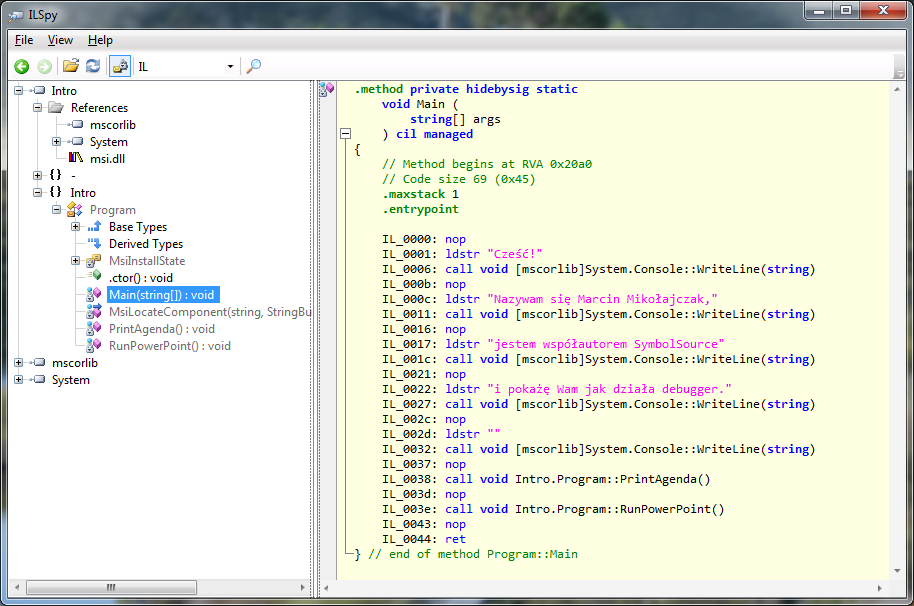 ILSpy
File View Help
IL
Intro
References
mscorlib
System
msi.dll
{} -
{} Intro
Program
Base Types
Derived Types
MsiInstallState
.ctor() : void
Main(string[]) : void
MsiLocateComponent(string, StringBu
PrintAgenda() : void
RunPowerPoint() : void
mscorlib
System
.method private hidebysig static
void Main (
string[] args
) cil managed
{
// Method begins at RVA 0x20a0
// Code size 69 (0x45)
.maxstack 1
.entrypoint
IL_0000: nop
IL_0001: ldstr "Cześć!"
IL_0006: call void [mscorlib]System.Console::WriteLine(string)
IL_000b: nop
IL_000c: ldstr "Nazywam się Marcin Mikołajczak,"
IL_0011: call void [mscorlib]System.Console::WriteLine(string)
IL_0016: nop
IL_0017: ldstr "jestem współautorem SymbolSource"
IL_001c: call void [mscorlib]System.Console::WriteLine(string)
IL_0021: nop
IL_0022: ldstr "i pokażę Wam jak działa debugger."
IL_0027: call void [mscorlib]System.Console::WriteLine(string)
IL_002c: nop
IL_002d: ldstr ""
IL_0032: call void [mscorlib]System.Console::WriteLine(string)
IL_0037: nop
IL_0038: call void Intro.Program::PrintAgenda()
IL_003d: nop
IL_003e: call void Intro.Program::RunPowerPoint()
IL_0043: nop
IL_0044: ret
} // end of method Program::Main